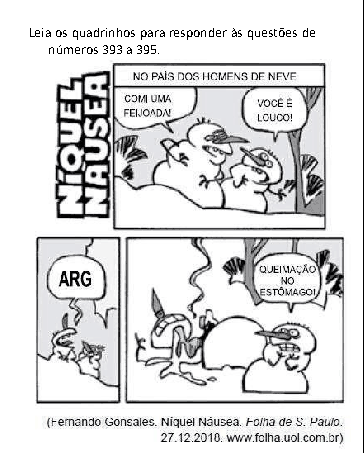 Leia os quadrinhos para responder às questões de
números 393 a 395.
NÍQUEL
NÁUSEA
NO PAÍS DOS HOMENS DE NEVE
COMI UMA
FEIJOADA!
VOCÊ É
LOUCO!
ARG
QUEIMAÇÃO
NO
ESTÔMAGO!
(Fernando Gonsales. Níquel Náusea. Folha de S. Paulo.
27.12.2018. www.folha.uol.com.br)